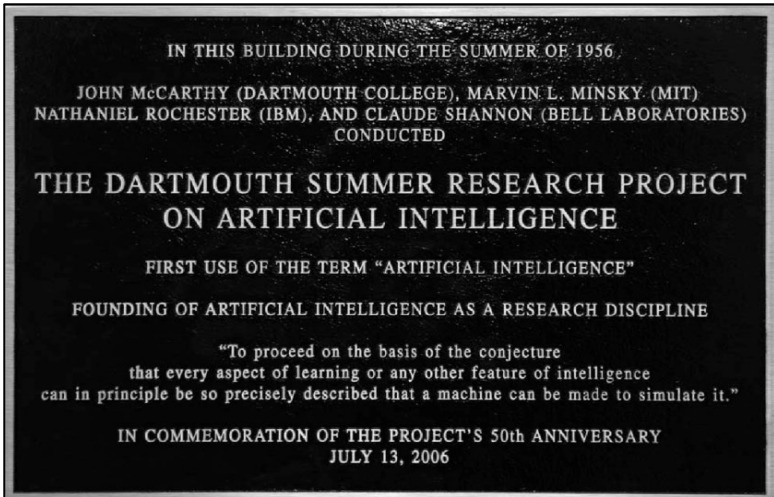 IN THIS BUILDING DURING THE SUMMER OF 1956
JOHN McCARTHY (DARTMOUTH COLLEGE), MARVIN L. MINSKY (MIT)
NATHANIEL ROCHESTER (IBM), AND CLAUDE SHANNON (BELL LABORATORIES)
CONDUCTED
THE DARTMOUTH SUMMER RESEARCH PROJECT
ON ARTIFICIAL INTELLIGENCE
FIRST USE OF THE TERM “ARTIFICIAL INTELLIGENCE”
FOUNDING OF ARTIFICIAL INTELLIGENCE AS A RESEARCH DISCIPLINE
“To proceed on the basis of the conjecture
that every aspect of learning or any other feature of intelligence
can in principle be so precisely described that a machine can be made to simulate it.”
IN COMMEMORATION OF THE PROJECT’S 50th ANNIVERSARY
JULY 13, 2006